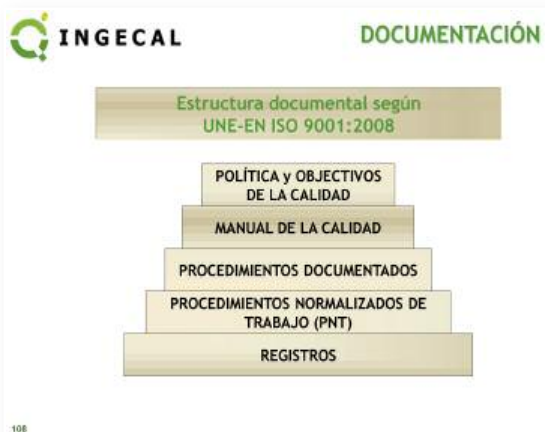 INGECAL
DOCUMENTACIÓN
Estructura documental según
UNE-EN ISO 9001:2008
POLÍTICA y OBJECTIVOS
DE LA CALIDAD
MANUAL DE LA CALIDAD
PROCEDIMIENTOS DOCUMENTADOS
PROCEDIMIENTOS NORMALIZADOS DE
TRABAJO (PNT)
REGISTROS
108